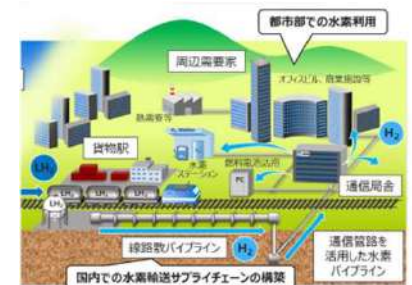 都市部での水素利用
周辺需要家
オフィスビル、商業施設等
熱需要等
H₂
貨物駅
LH₂
水素
ステーション
燃料電池活用
FC
通信局舎
LH₂
LH₂
LH₂
LH₂
線路敷パイプライン
H₂
通信管路を
活用した水素
パイプライン
国内での水素輸送サプライチェーンの構築